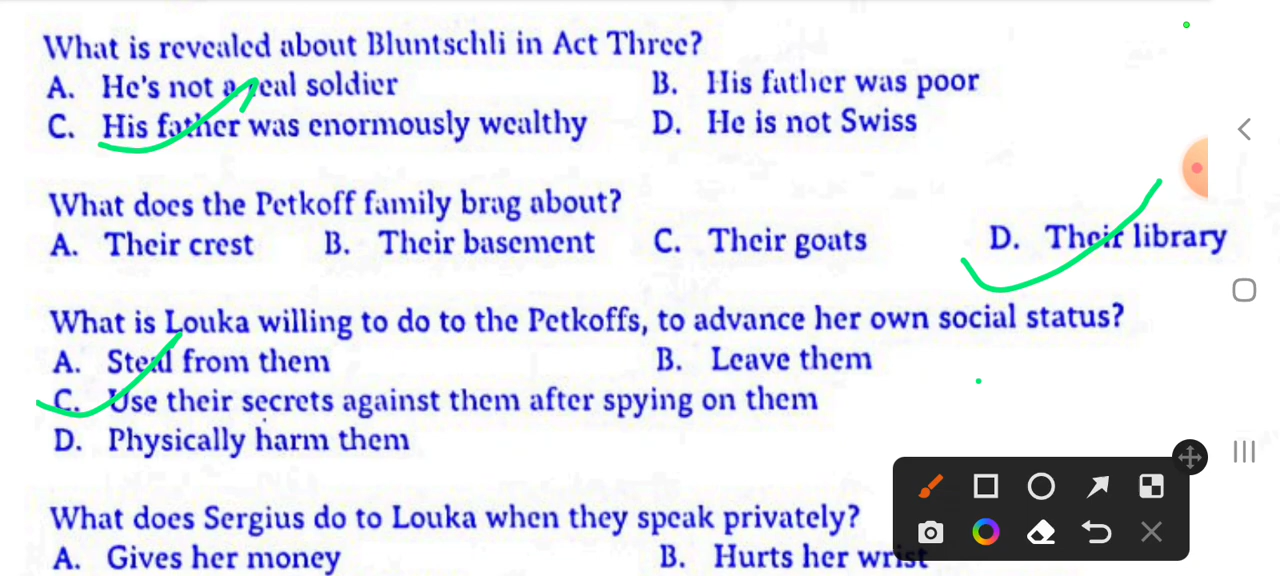 What is revealed about Bluntschli in Act Three?
A. He's not a real soldier B. His father was poor
C. His father was enormously wealthy D. He is not Swiss
What does the Petkoff family brag about?
A. Their crest B. Their basement C. Their goats D. Their library
What is Louka willing to do to the Petkoffs, to advance her own social status?
A. Steal from them B. Leave them
C. Use their secrets against them after spying on them
D. Physically harm them
What does Sergius do to Louka when they speak privately?
A. Gives her money B. Hurts her wrist